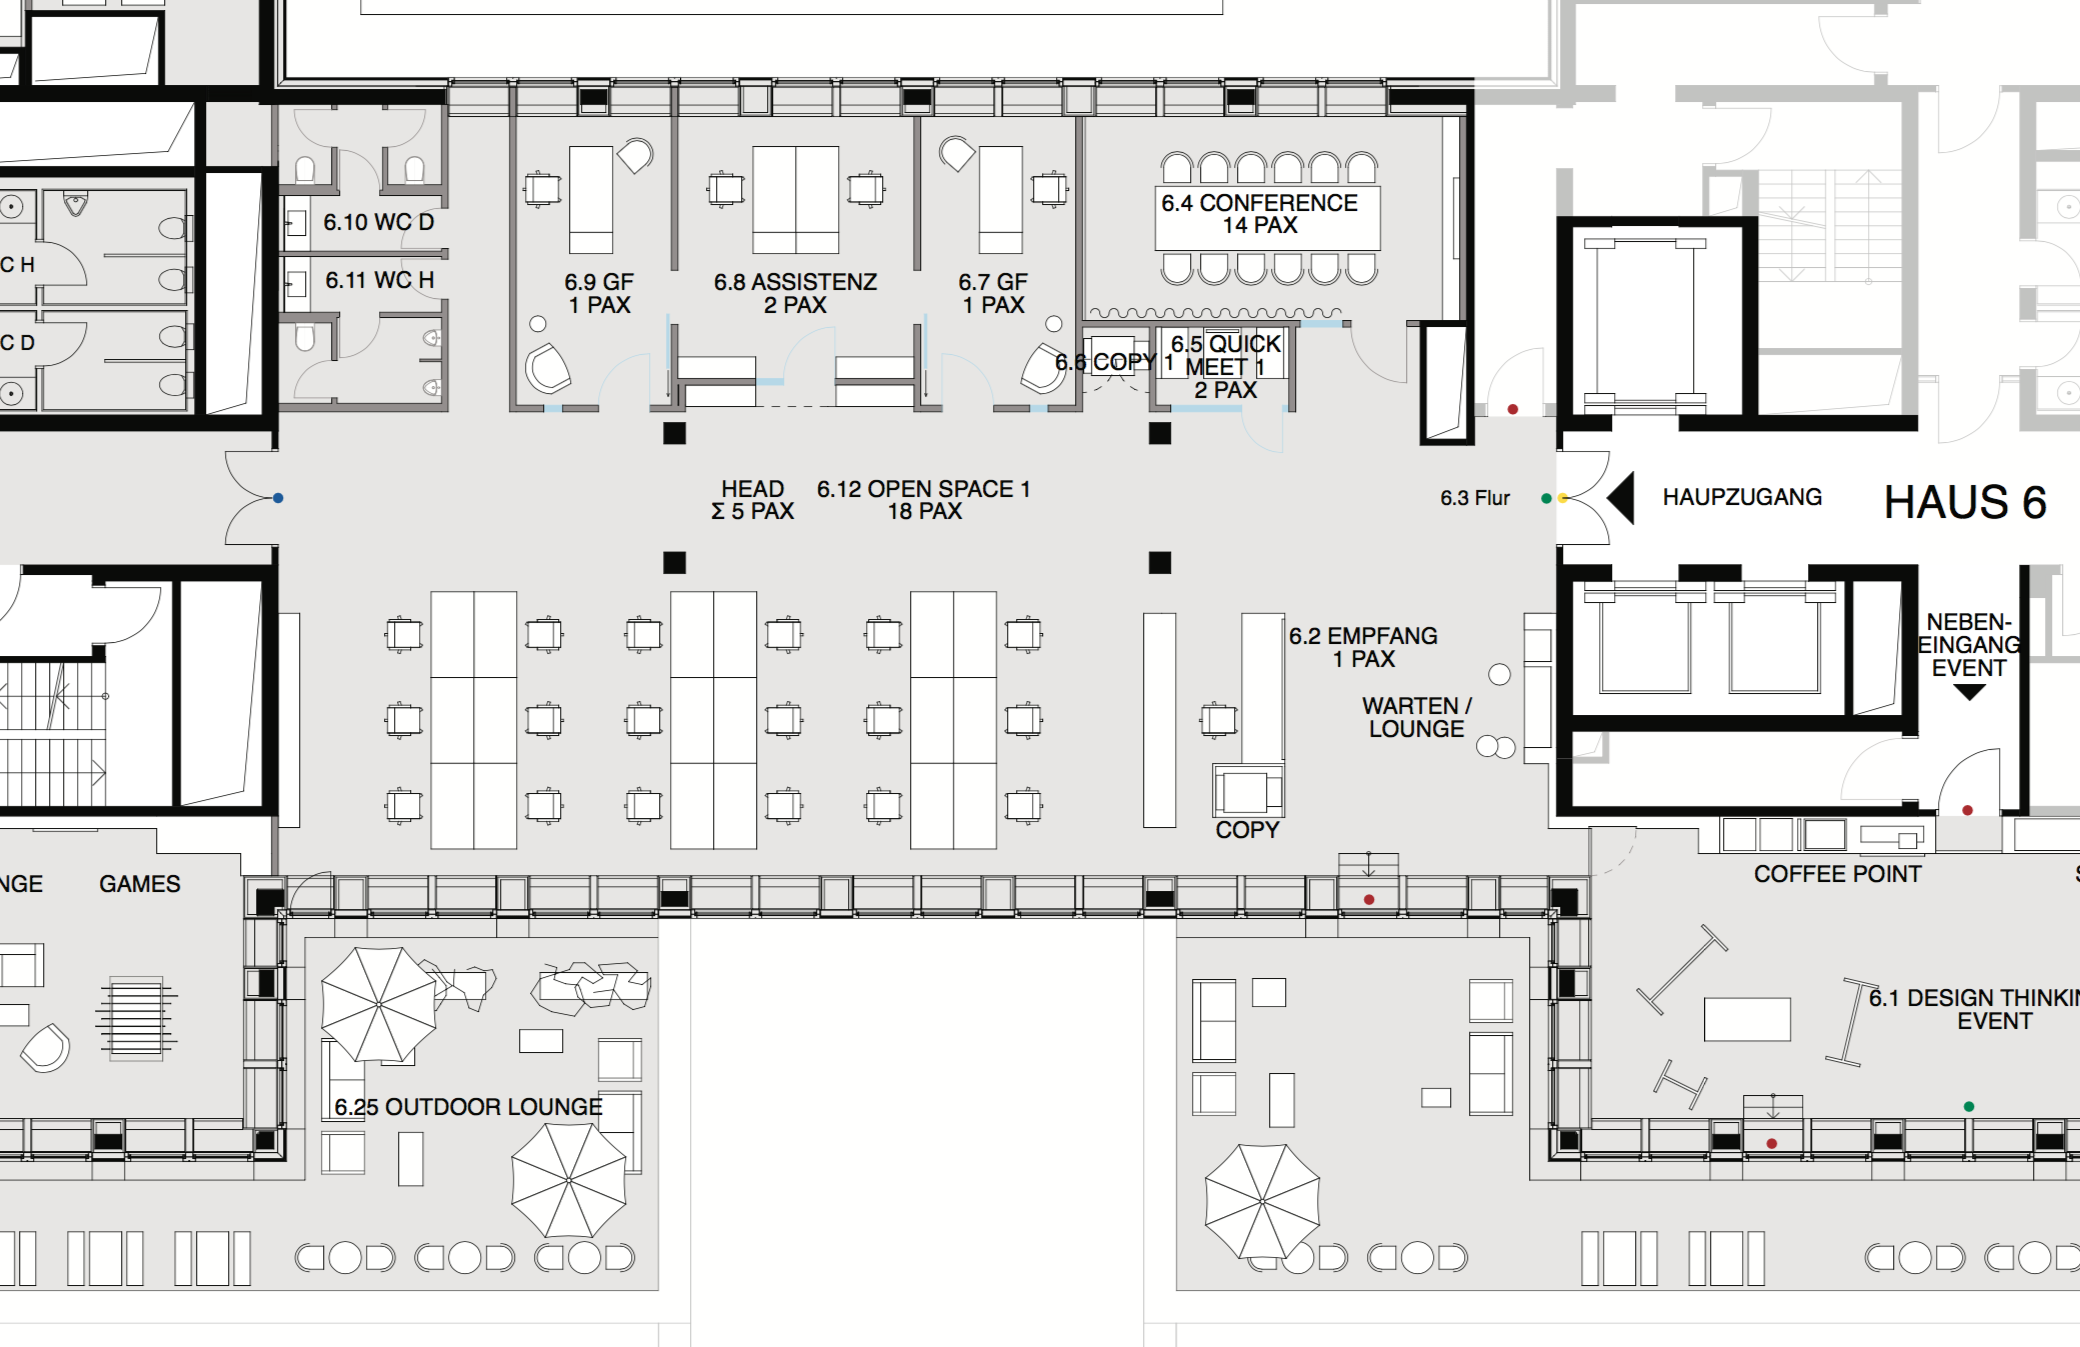 6.10 WC D
6.11 WC H
C H
C D
6.9 GF
1 PAX
6.8 ASSISTENZ
2 PAX
6.7 GF
1 PAX
6.4 CONFERENCE
14 PAX
6.6 COPY 1
6.5 QUICK
MEET 1
2 PAX
HEAD
Σ 5 PAX
6.12 OPEN SPACE 1
18 PAX
6.3 Flur
HAUPZUGANG
HAUS 6
NEBEN-
EINGANG
EVENT
6.2 EMPFANG
1 PAX
WARTEN /
LOUNGE
COPY
NGE
GAMES
COFFEE POINT
S
6.1 DESIGN THINKIN
EVENT
6.25 OUTDOOR LOUNGE